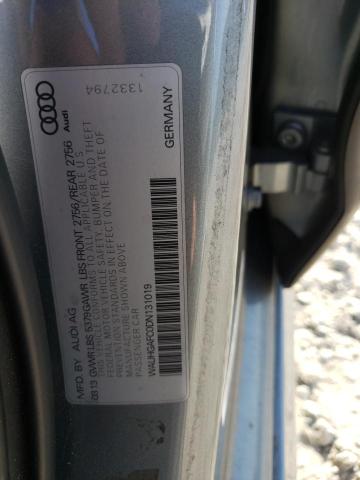 MFD. BY AUDI AG
03 13 GVWR LBS 5379 GAWR LBS FRONT 2756/REAR 2756
THIS VEHICLE CONFORMS TO ALL APPLICABLE U.S.
FEDERAL MOTOR VEHICLE SAFETY, BUMPER AND THEFT
PREVENTION STANDARDS IN EFFECT ON THE DATE OF
MANUFACTURE SHOWN ABOVE
PASSENGER CAR
WAUHGAFC0DN131019
GERMANY
Audi
1332794